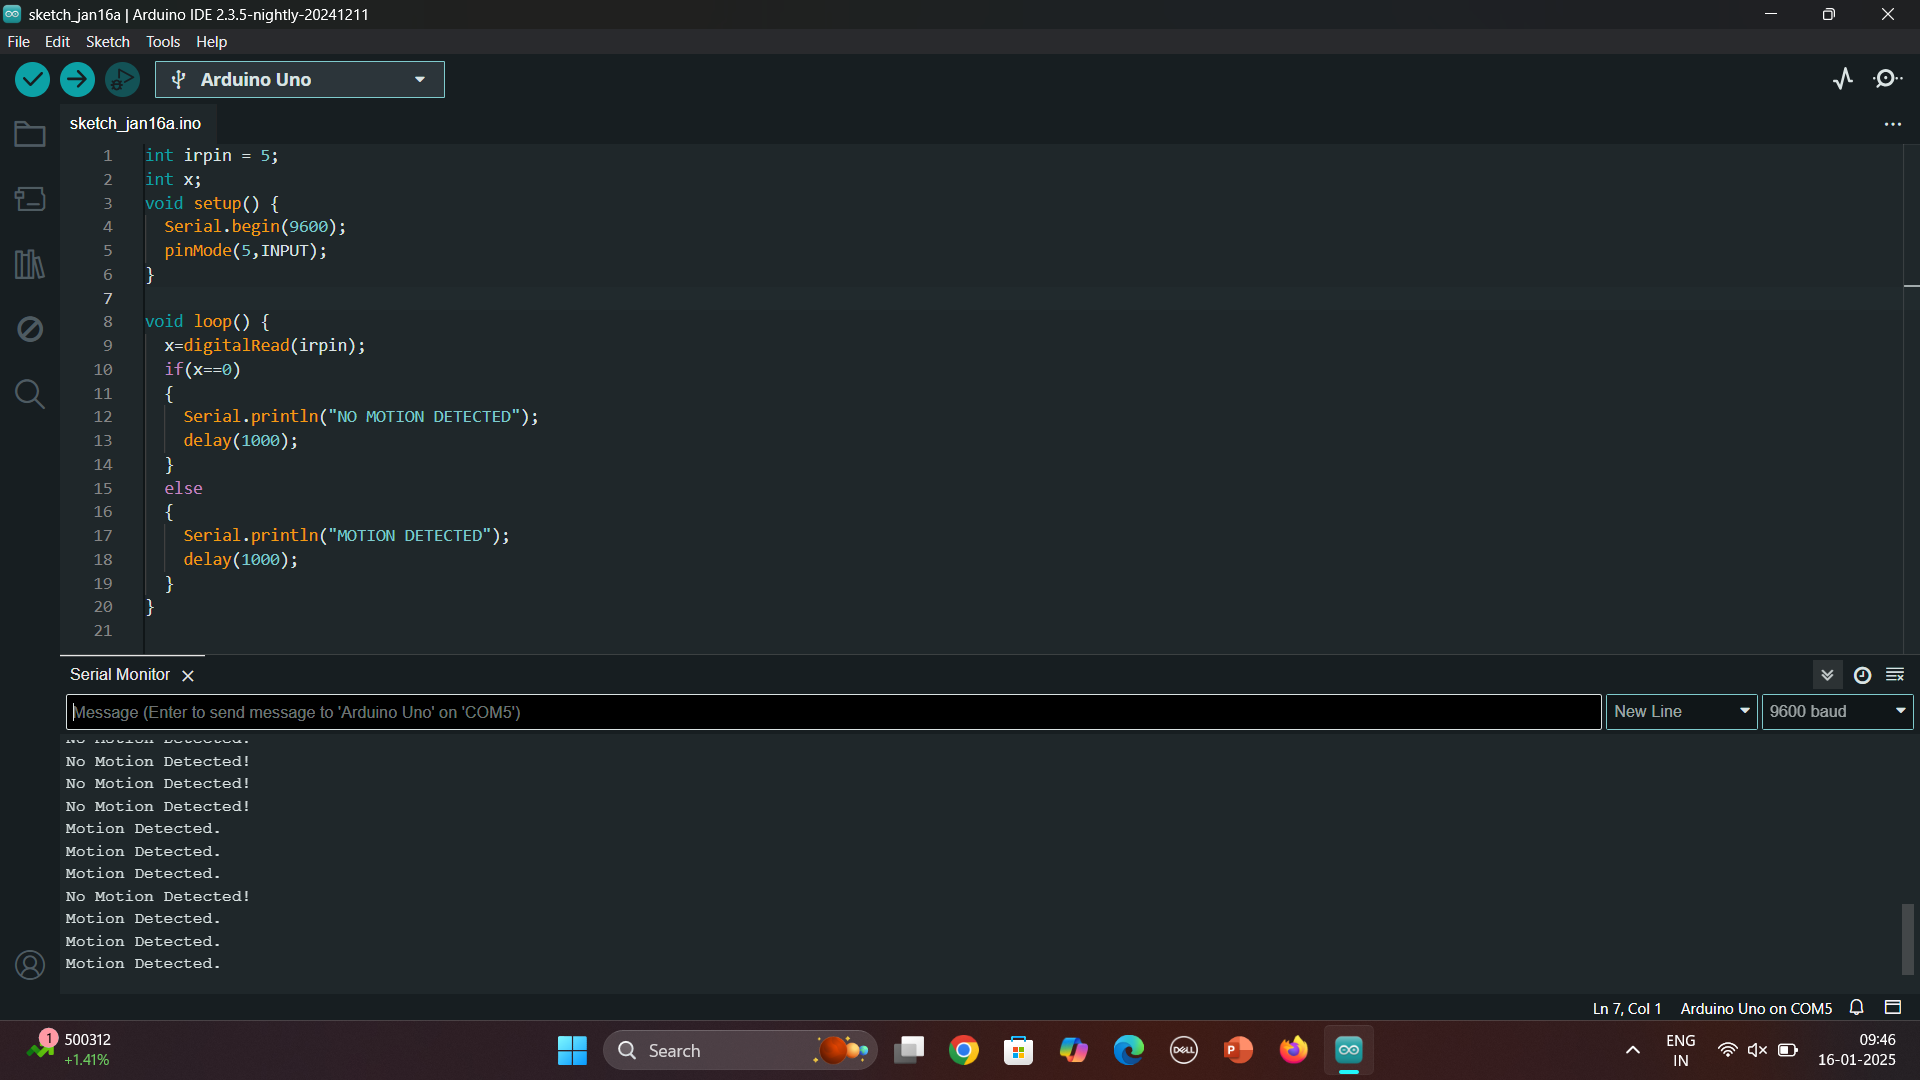 sketch_jan16a | Arduino IDE 2.3.5-nightly-20241211
File Edit Sketch Tools Help
Arduino Uno
sketch_jan16a.ino
1 int irpin = 5;
2 int x;
3 void setup() {
4 Serial.begin(9600);
5 pinMode(5,INPUT);
6 }
7
8 void loop() {
9 x=digitalRead(irpin);
10 if(x==0)
11 {
12 Serial.println("NO MOTION DETECTED");
13 delay(1000);
14 }
15 else
16 {
17 Serial.println("MOTION DETECTED");
18 delay(1000);
19 }
20 }
21
Serial Monitor
Message (Enter to send message to 'Arduino Uno' on 'COM5')
New Line
9600 baud
No Motion Detected!
No Motion Detected!
No Motion Detected!
Motion Detected.
Motion Detected.
Motion Detected.
No Motion Detected!
Motion Detected.
Motion Detected.
Motion Detected.
Ln 7, Col 1 Arduino Uno on COM5
1
500312
+1.41%
Search
DELL
P
ENG
IN
09:46
16-01-2025